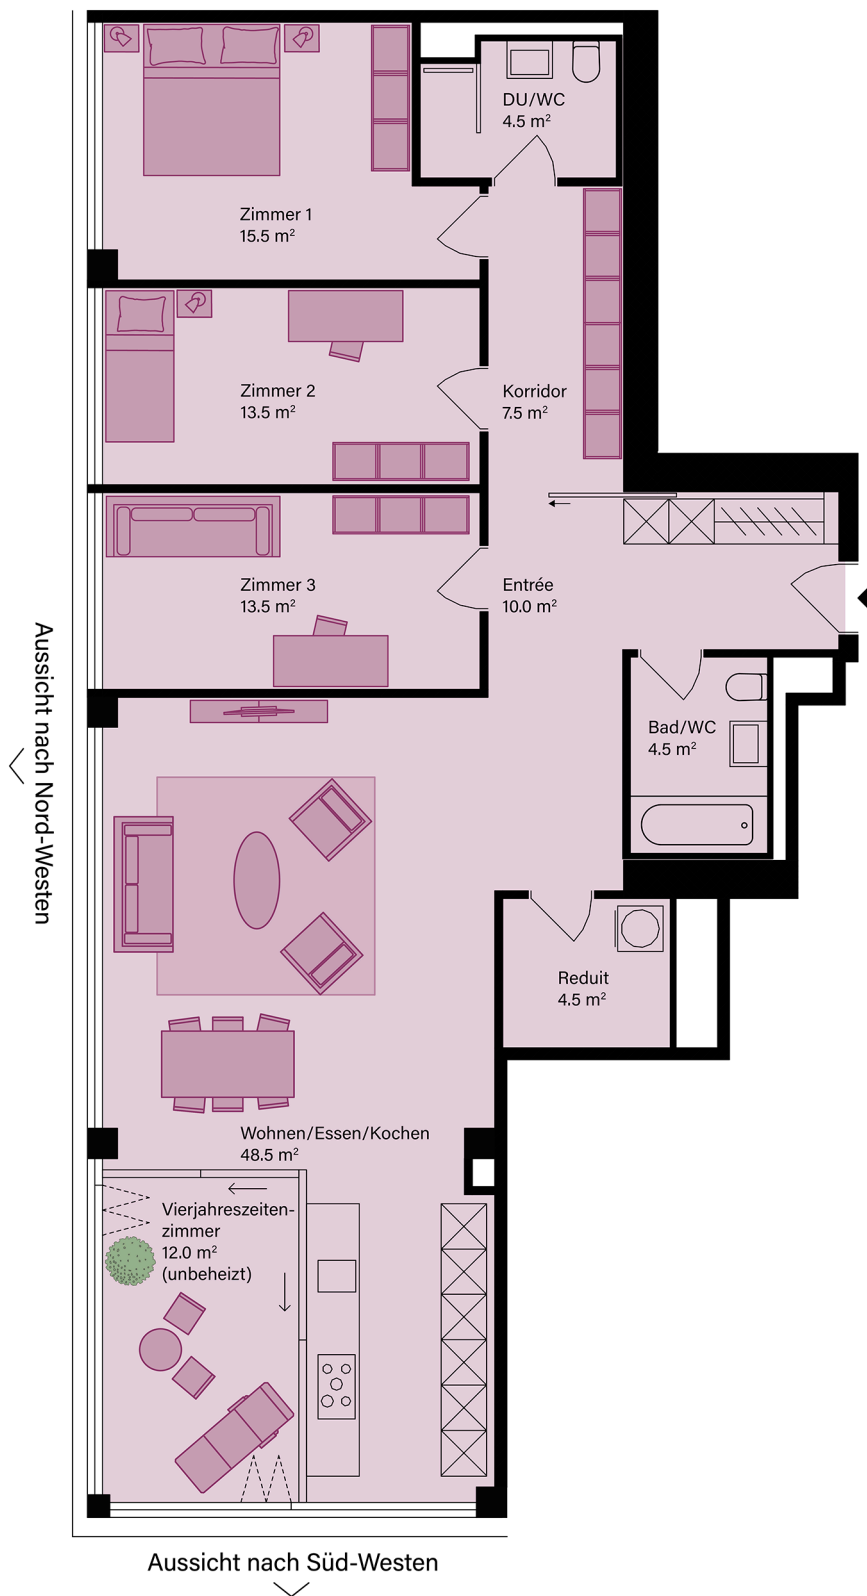 DU/WC
4.5 m²
Zimmer 1
15.5 m²
Zimmer 2
13.5 m²
Korridor
7.5 m²
Zimmer 3
13.5 m²
Entrée
10.0 m²
Bad/WC
4.5 m²
Aussicht nach Nord-Westen
Reduit
4.5 m²
Wohnen/Essen/Kochen
48.5 m²
Vierjahreszeiten-
zimmer
12.0 m²
(unbeheizt)
Aussicht nach Süd-Westen